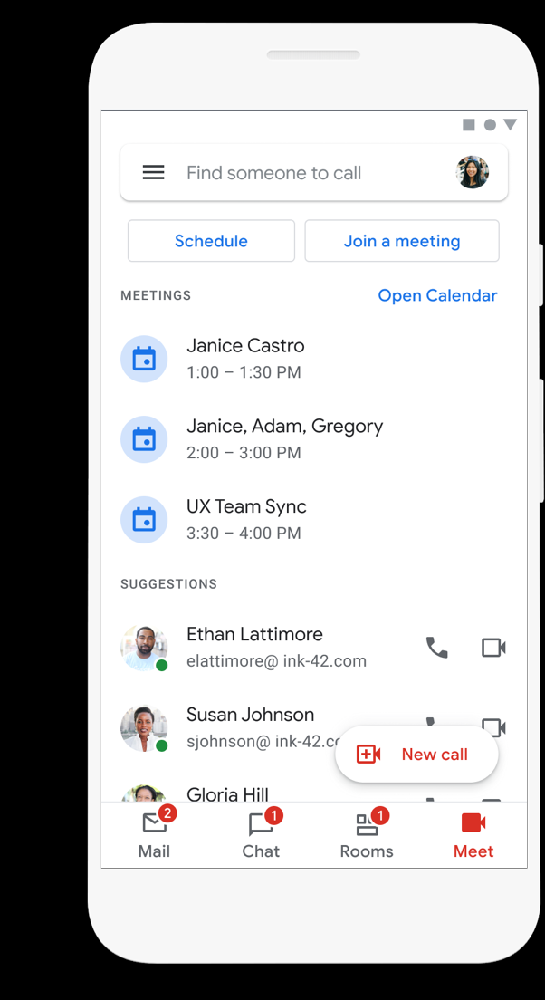 Find someone to call
Schedule
Join a meeting
MEETINGS
Open Calendar
Janice Castro
1:00 – 1:30 PM
Janice, Adam, Gregory
2:00 – 3:00 PM
UX Team Sync
3:30 – 4:00 PM
SUGGESTIONS
Ethan Lattimore
elattimore@ ink-42.com
Susan Johnson
sjohnson@ ink-42.co
New call
Gloria Hill
2
1
1
Mail
Chat
Rooms
Meet